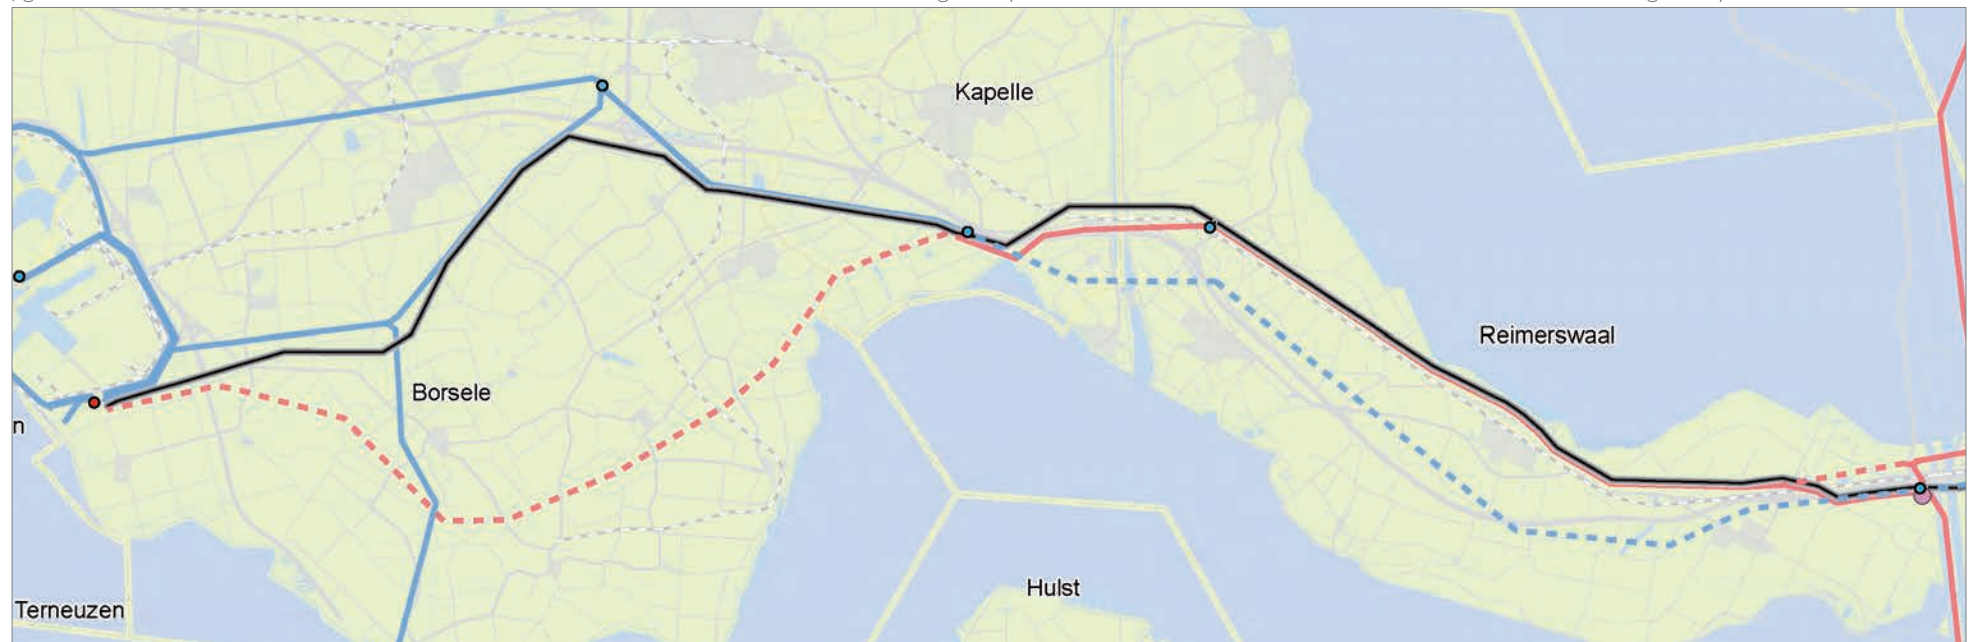 Kapelle
Reimerswaal
Borsele
n
Hulst
Terneuzen